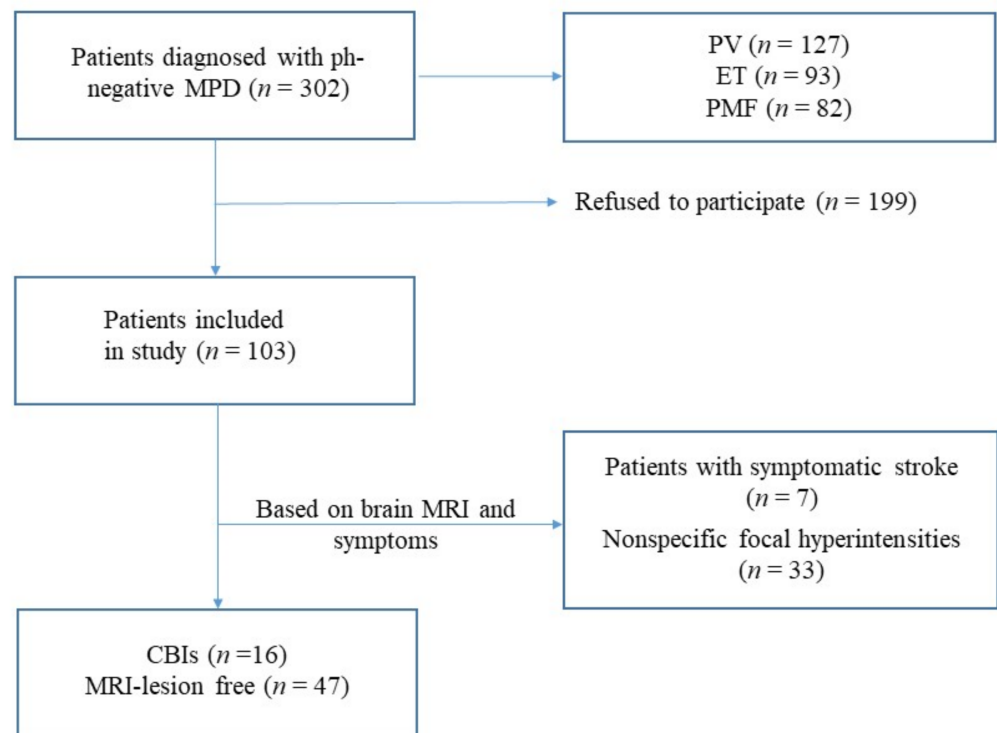 Patients diagnosed with ph-
negative MPD (n = 302)
PV (n = 127)
ET (n = 93)
PMF (n = 82)
Refused to participate (n = 199)
Patients included
in study (n = 103)
Based on brain MRI and
symptoms
Patients with symptomatic stroke
(n = 7)
Nonspecific focal hyperintensities
(n = 33)
CBIs (n =16)
MRI-lesion free (n = 47)